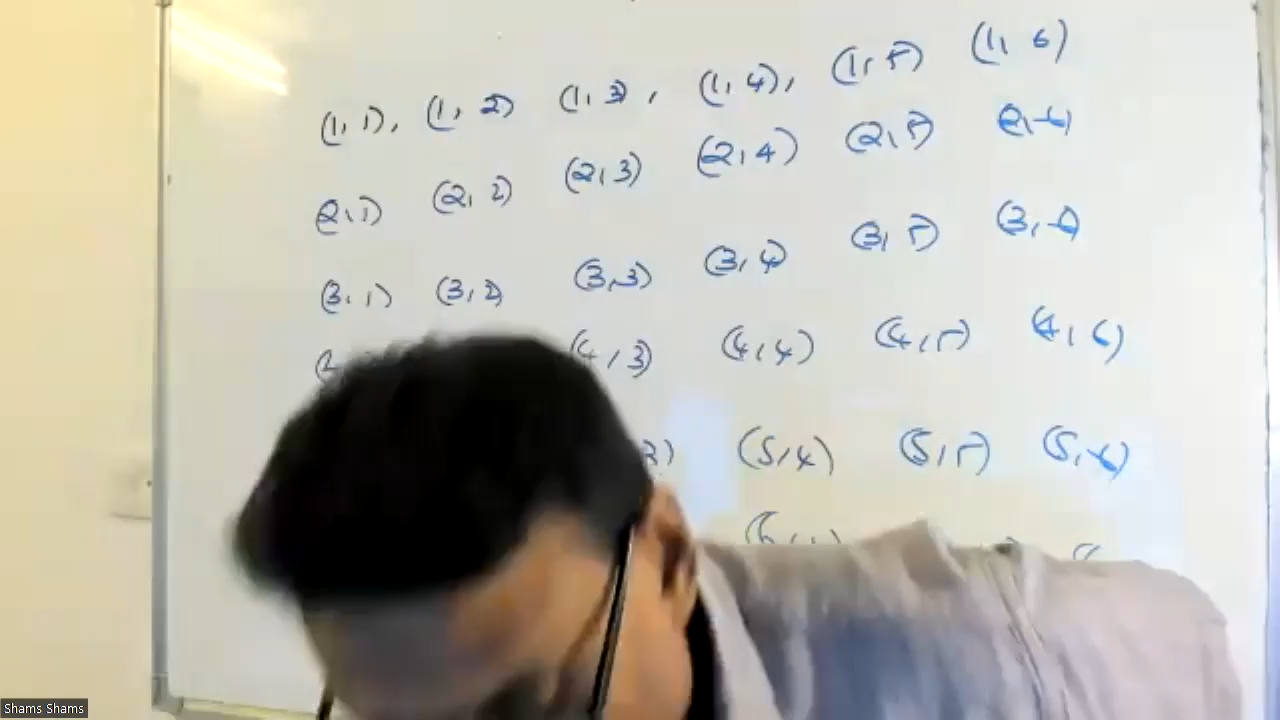 (1, 1), (1, 2) (1, 3, (1, 4), (1, 5) (1, 6)
(2, 1) (2, 2) (2, 3) (2, 4) (2, 5) (2, 6)
(3, 1) (3, 2) (3, 3) (3, 4) (3, 5) (3, 6)
(4, 3) (4, 4) (4, 5) (4, 6)
3) (5, 4) (5, 5) (5, 6)
Shams Shams